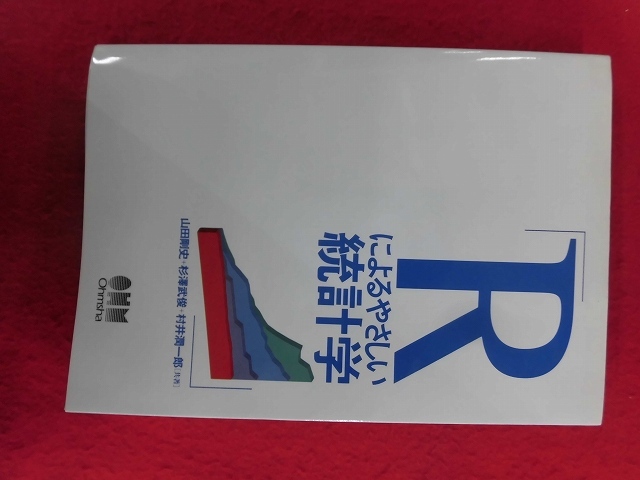 R
によるやさしい
統計学
山田剛史・杉澤武俊・村井潤一郎[共著]
OHM
Ohmsha